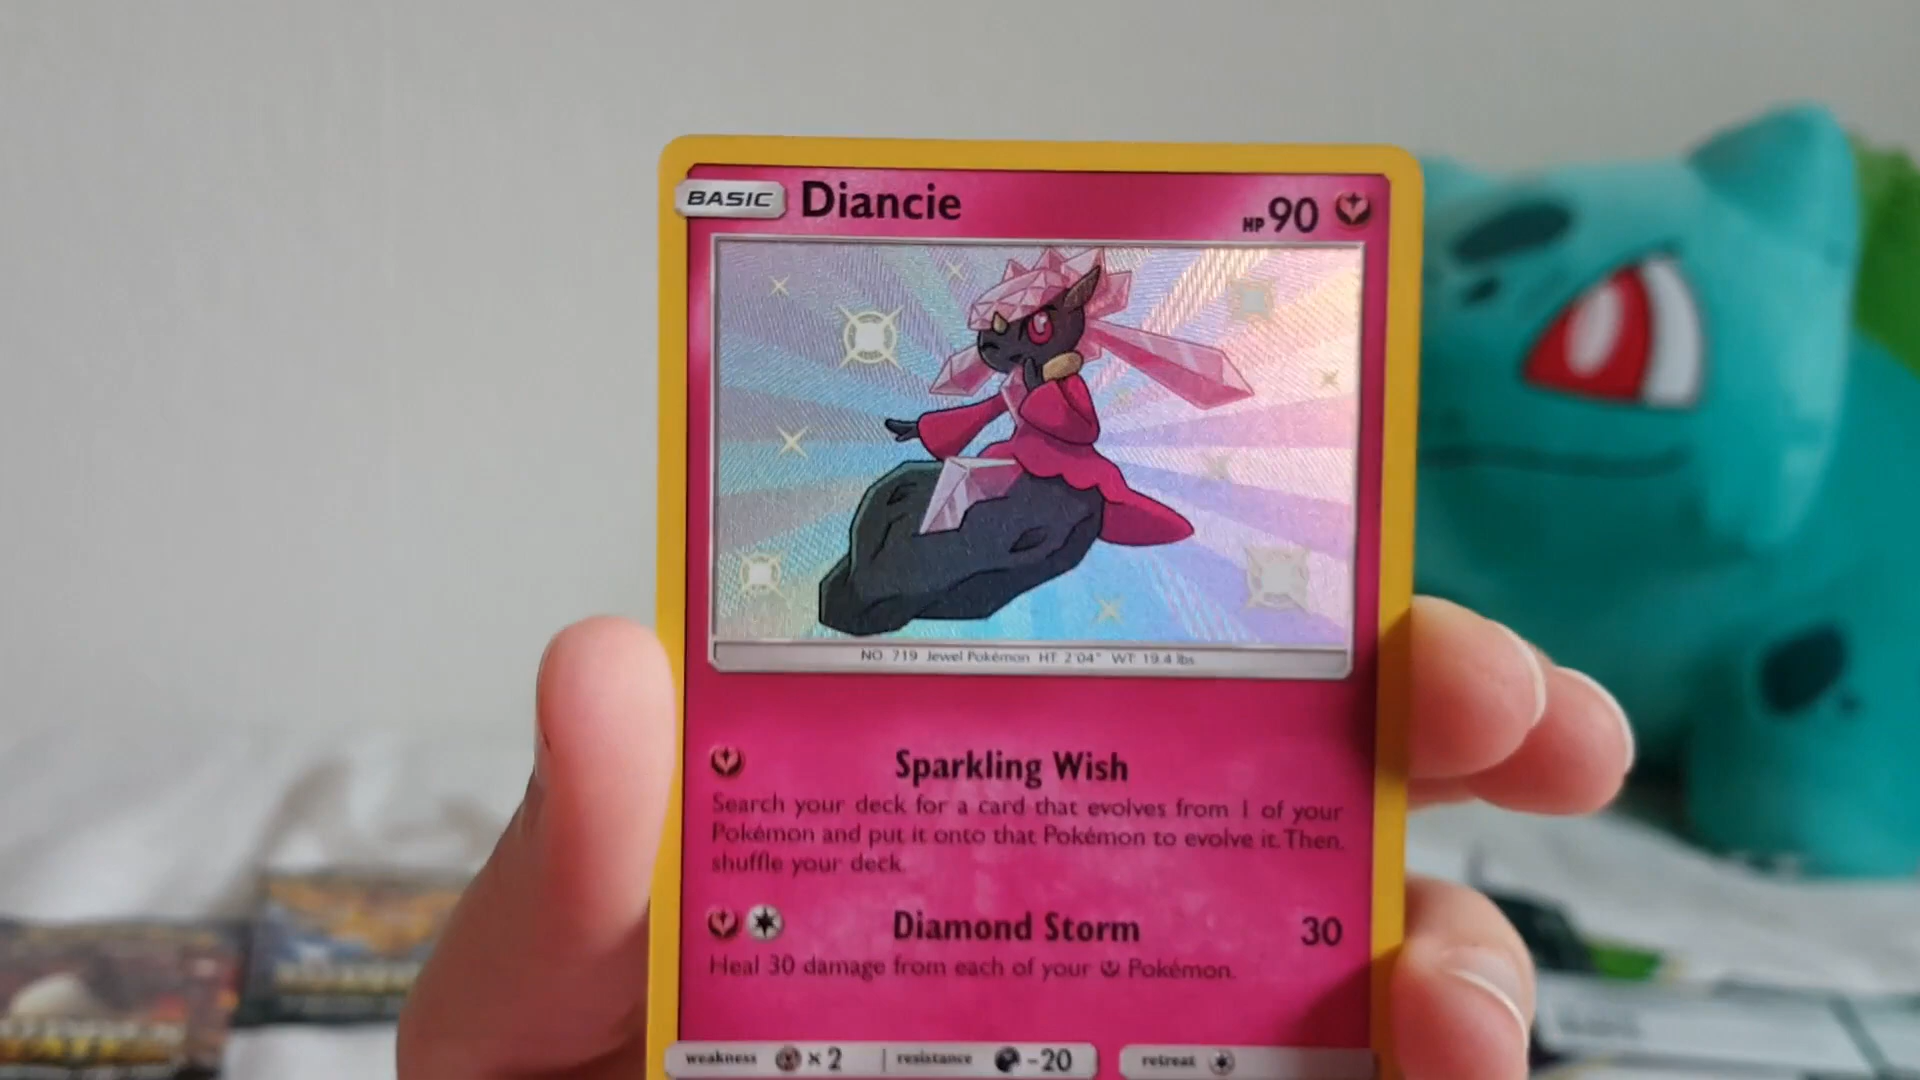 BASIC Diancie HP 90
NO. 719 Jewel Pokémon HT: 2'04" WT: 19.4 lbs
Sparkling Wish
Search your deck for a card that evolves from 1 of your
Pokémon and put it onto that Pokémon to evolve it. Then,
shuffle your deck.
Diamond Storm 30
Heal 30 damage from each of your Pokémon.
weakness ×2 resistance -20 retreat